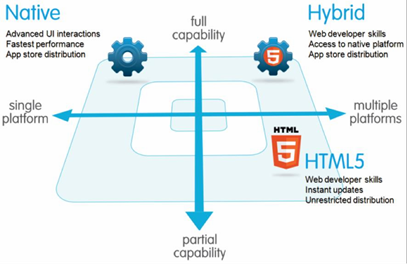 Native
Advanced UI interactions
Fastest performance
App store distribution
full
capability
Hybrid
Web developer skills
Access to native platform
App store distribution
5
single
platform
multiple
platforms
HTML
5
HTML5
Web developer skills
Instant updates
Unrestricted distribution
partial
capability